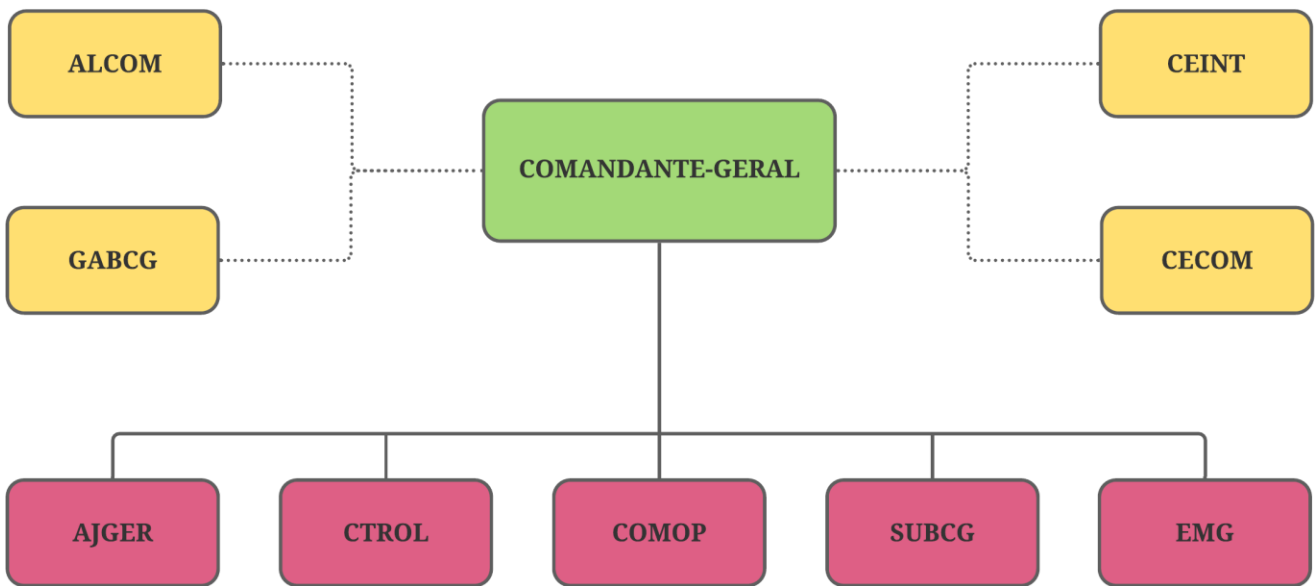 ALCOM
CEINT
COMANDANTE-GERAL
GABCG
CECOM
AJGER
CTROL
COMOP
SUBCG
EMG